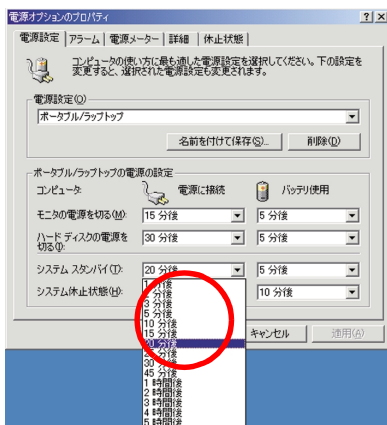 電源オプションのプロパティ
電源設定 アラーム 電源メーター 詳細 休止状態
コンピュータの使い方に最も適した電源設定を選択してください。下の設定を
変更すると、選択された電源設定も変更されます。
電源設定(O)
ポータブル/ラップトップ
名前を付けて保存(S)... 削除(D)
ポータブル/ラップトップの電源の設定
コンピュータ: 電源に接続 バッテリ使用
モニタの電源を切る(M): 15 分後 5 分後
ハード ディスクの電源を
切る(I): 30 分後 5 分後
システム スタンバイ(T): 20 分後 5 分後
システム休止状態(H): 10 分後
1 分後
2 分後
3 分後
5 分後
10 分後
15 分後
20 分後
25 分後
30 分後
45 分後
1 時間後
2 時間後
3 時間後
4 時間後
5 時間後
キャンセル 適用(A)